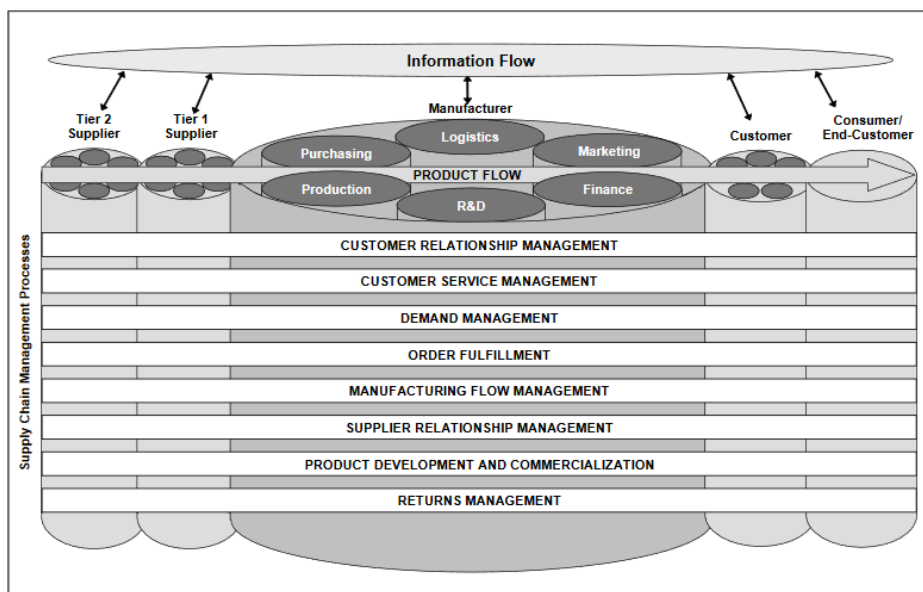 Information Flow
Tier 2
Supplier
Tier 1
Supplier
Manufacturer
Logistics
Purchasing
Marketing
Customer
Consumer/
End-Customer
PRODUCT FLOW
Production
Finance
R&D
Supply Chain Management Processes
CUSTOMER RELATIONSHIP MANAGEMENT
CUSTOMER SERVICE MANAGEMENT
DEMAND MANAGEMENT
ORDER FULFILLMENT
MANUFACTURING FLOW MANAGEMENT
SUPPLIER RELATIONSHIP MANAGEMENT
PRODUCT DEVELOPMENT AND COMMERCIALIZATION
RETURNS MANAGEMENT